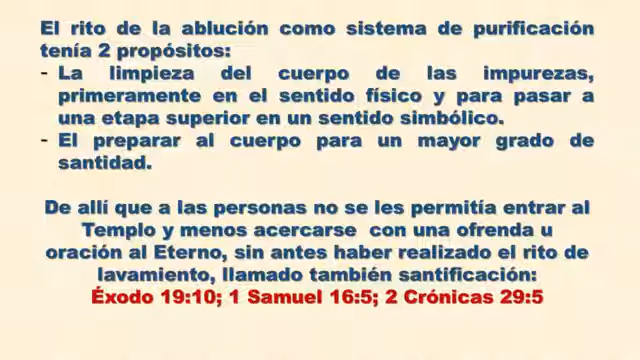 El rito de la ablución como sistema de purificación
tenía 2 propósitos:
- La limpieza del cuerpo de las impurezas,
primeramente en el sentido físico y para pasar a
una etapa superior en un sentido simbólico.
- El preparar al cuerpo para un mayor grado de
santidad.
De allí que a las personas no se les permitía entrar al
Templo y menos acercarse con una ofrenda u
oración al Eterno, sin antes haber realizado el rito de
lavamiento, llamado también santificación:
Éxodo 19:10; 1 Samuel 16:5; 2 Crónicas 29:5